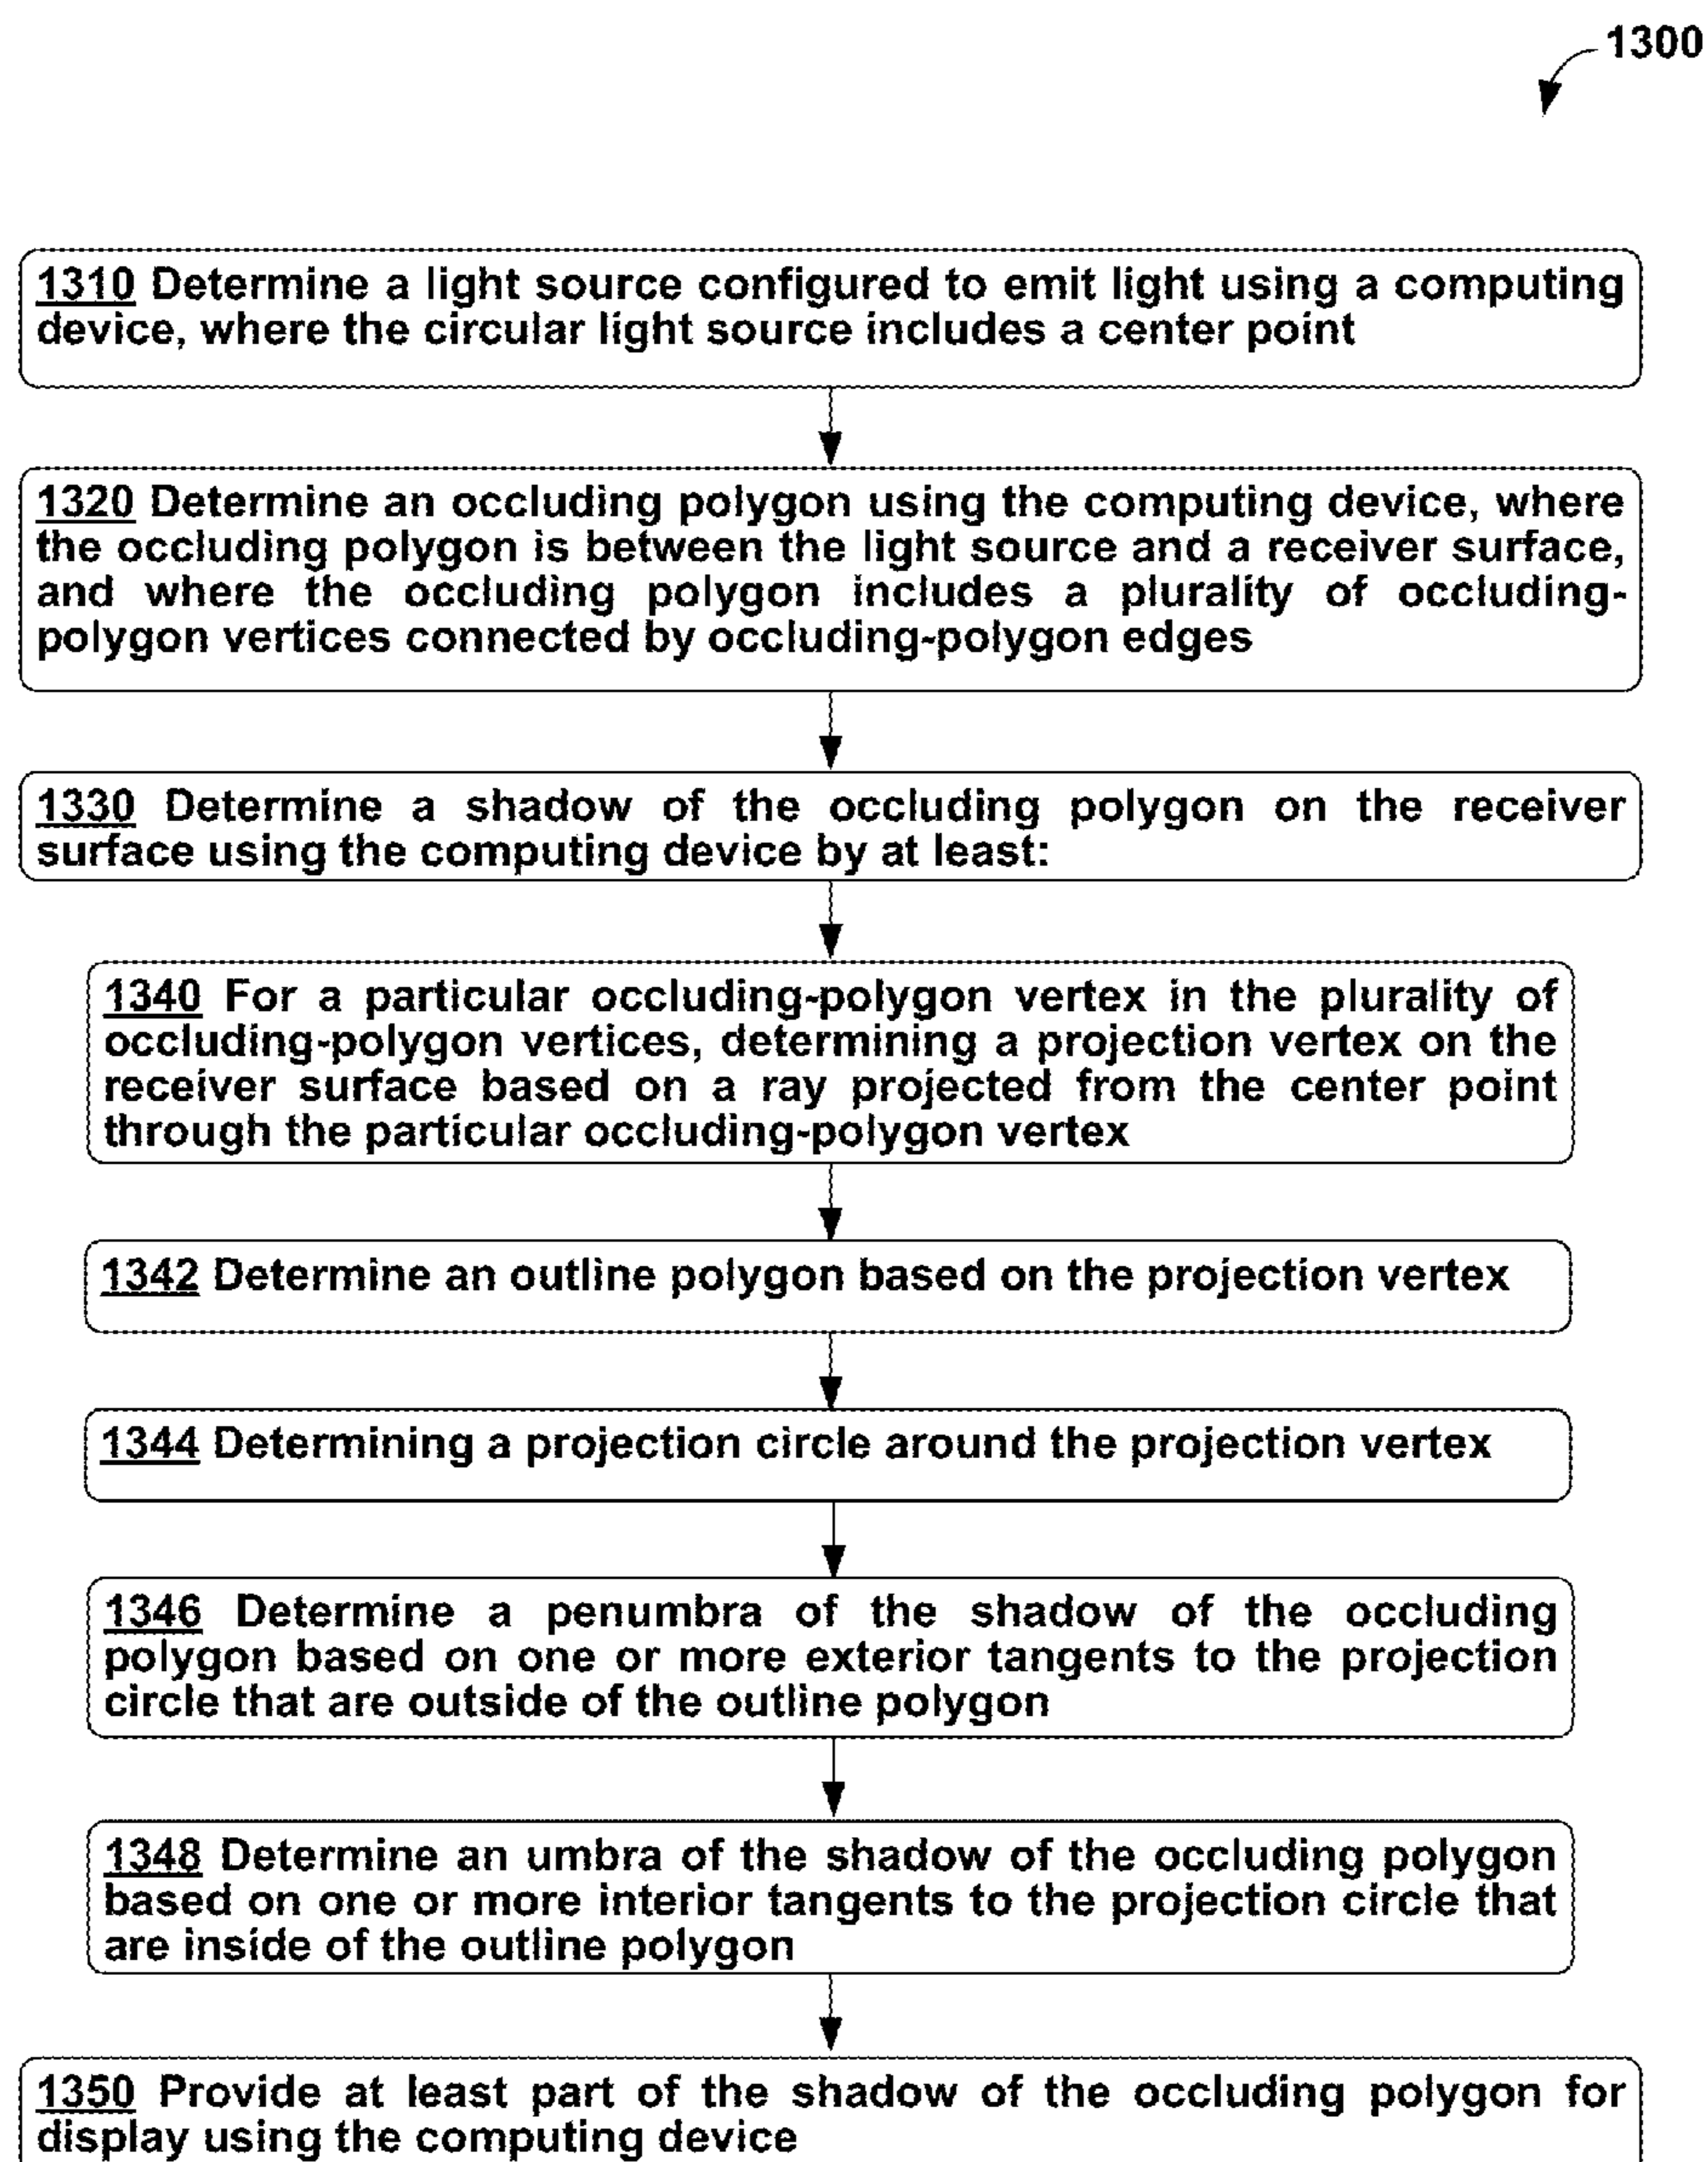 1300
1310 Determine a light source configured to emit light using a computing
device, where the circular light source includes a center point
1320 Determine an occluding polygon using the computing device, where
the occluding polygon is between the light source and a receiver surface,
and where the occluding polygon includes a plurality of occluding-
polygon vertices connected by occluding-polygon edges
1330 Determine a shadow of the occluding polygon on the receiver
surface using the computing device by at least:
1340 For a particular occluding-polygon vertex in the plurality of
occluding-polygon vertices, determining a projection vertex on the
receiver surface based on a ray projected from the center point
through the particular occluding-polygon vertex
1342 Determine an outline polygon based on the projection vertex
1344 Determining a projection circle around the projection vertex
1346 Determine a penumbra of the shadow of the occluding
polygon based on one or more exterior tangents to the projection
circle that are outside of the outline polygon
1348 Determine an umbra of the shadow of the occluding polygon
based on one or more interior tangents to the projection circle that
are inside of the outline polygon
1350 Provide at least part of the shadow of the occluding polygon for
display using the computing device